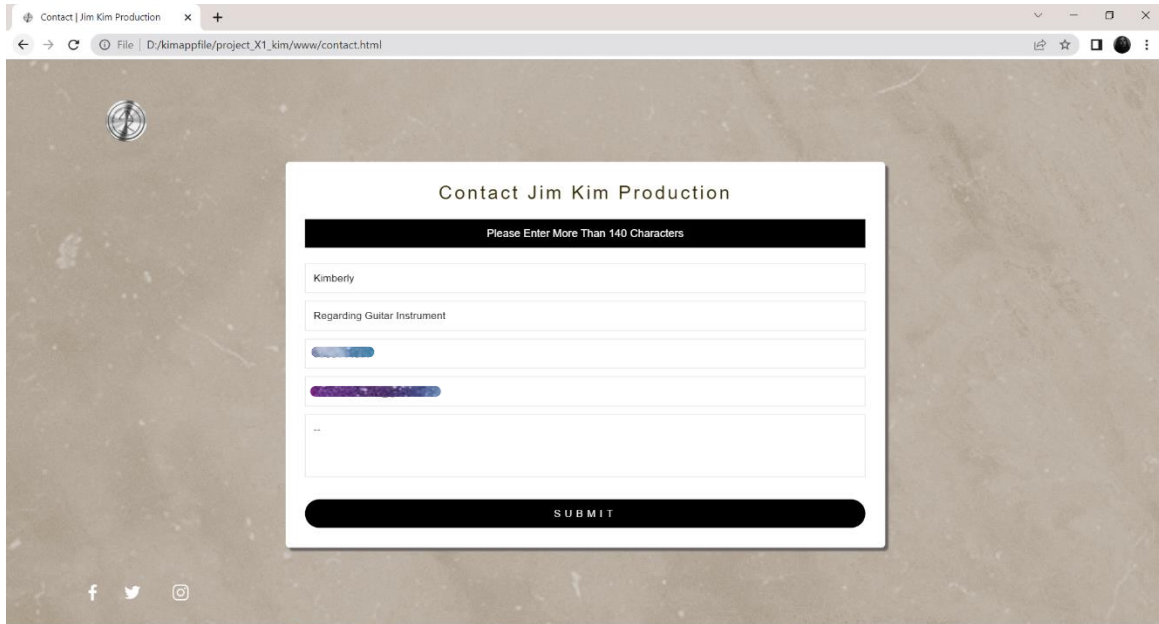 Contact | Jim Kim Production
File | D:/kimappfile/project_X1_kim/www/contact.html
Contact Jim Kim Production
Please Enter More Than 140 Characters
Kimberly
Regarding Guitar Instrument
...
SUBMIT